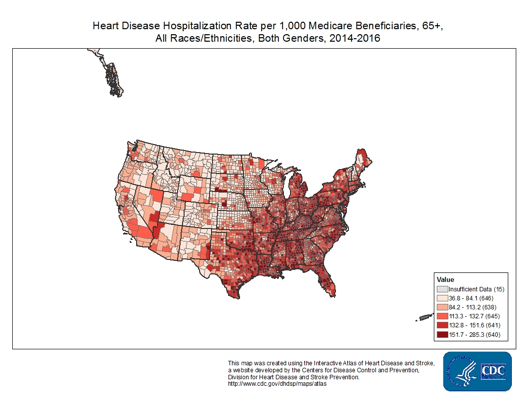 Heart Disease Hospitalization Rate per 1,000 Medicare Beneficiaries, 65+,
All Races/Ethnicities, Both Genders, 2014-2016
Value
Insufficient Data (15)
36.8 - 84.1 (646)
84.2 - 113.2 (638)
113.3 - 132.7 (645)
132.8 - 151.6 (641)
151.7 - 285.3 (640)
This map was created using the Interactive Atlas of Heart Disease and Stroke,
a website developed by the Centers for Disease Control and Prevention,
Division for Heart Disease and Stroke Prevention.
http://www.cdc.gov/dhdsp/maps/atlas
CDC